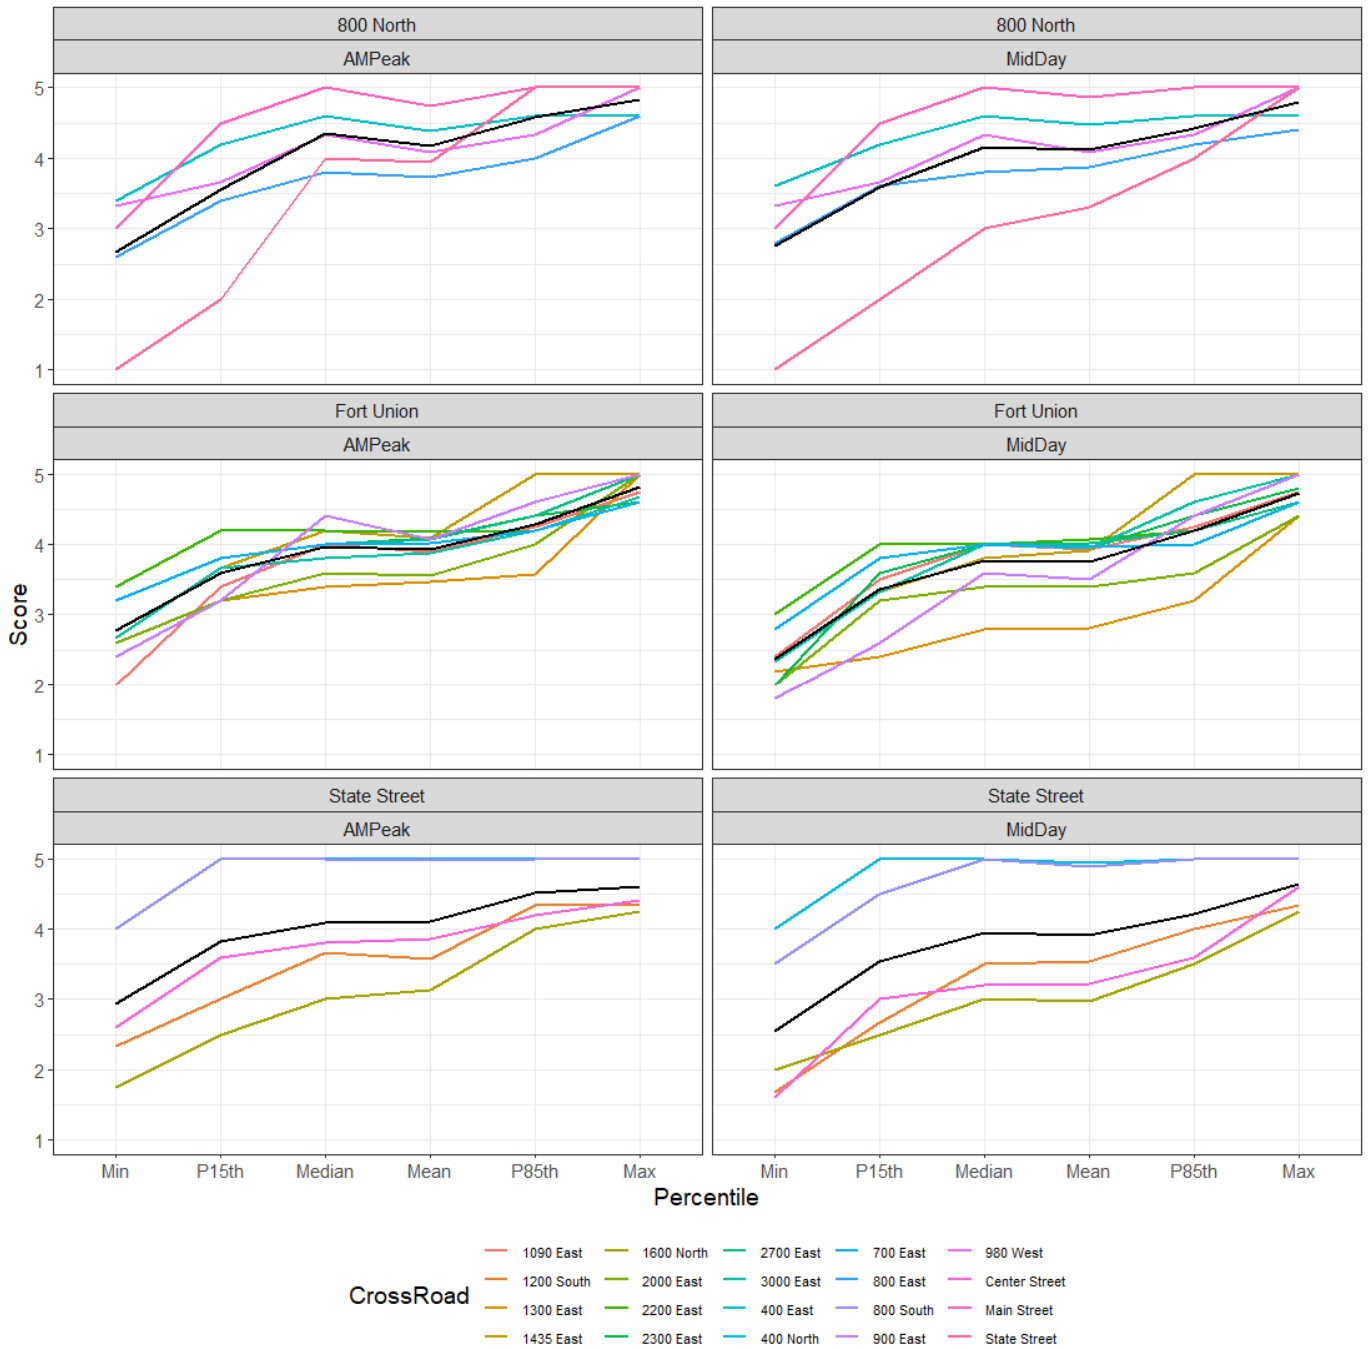 800 North
800 North
AMPeak
MidDay
5
4
3
2
1
Fort Union
Fort Union
AMPeak
MidDay
5
4
3
2
1
Score
State Street
State Street
AMPeak
MidDay
5
4
3
2
1
Min P15th Median Mean P85th Max
Min P15th Median Mean P85th Max
Percentile
CrossRoad
1090 East 1600 North 2700 East 700 East 980 West
1200 South 2000 East 3000 East 800 East Center Street
1300 East 2200 East 400 East 800 South Main Street
1435 East 2300 East 400 North 900 East State Street